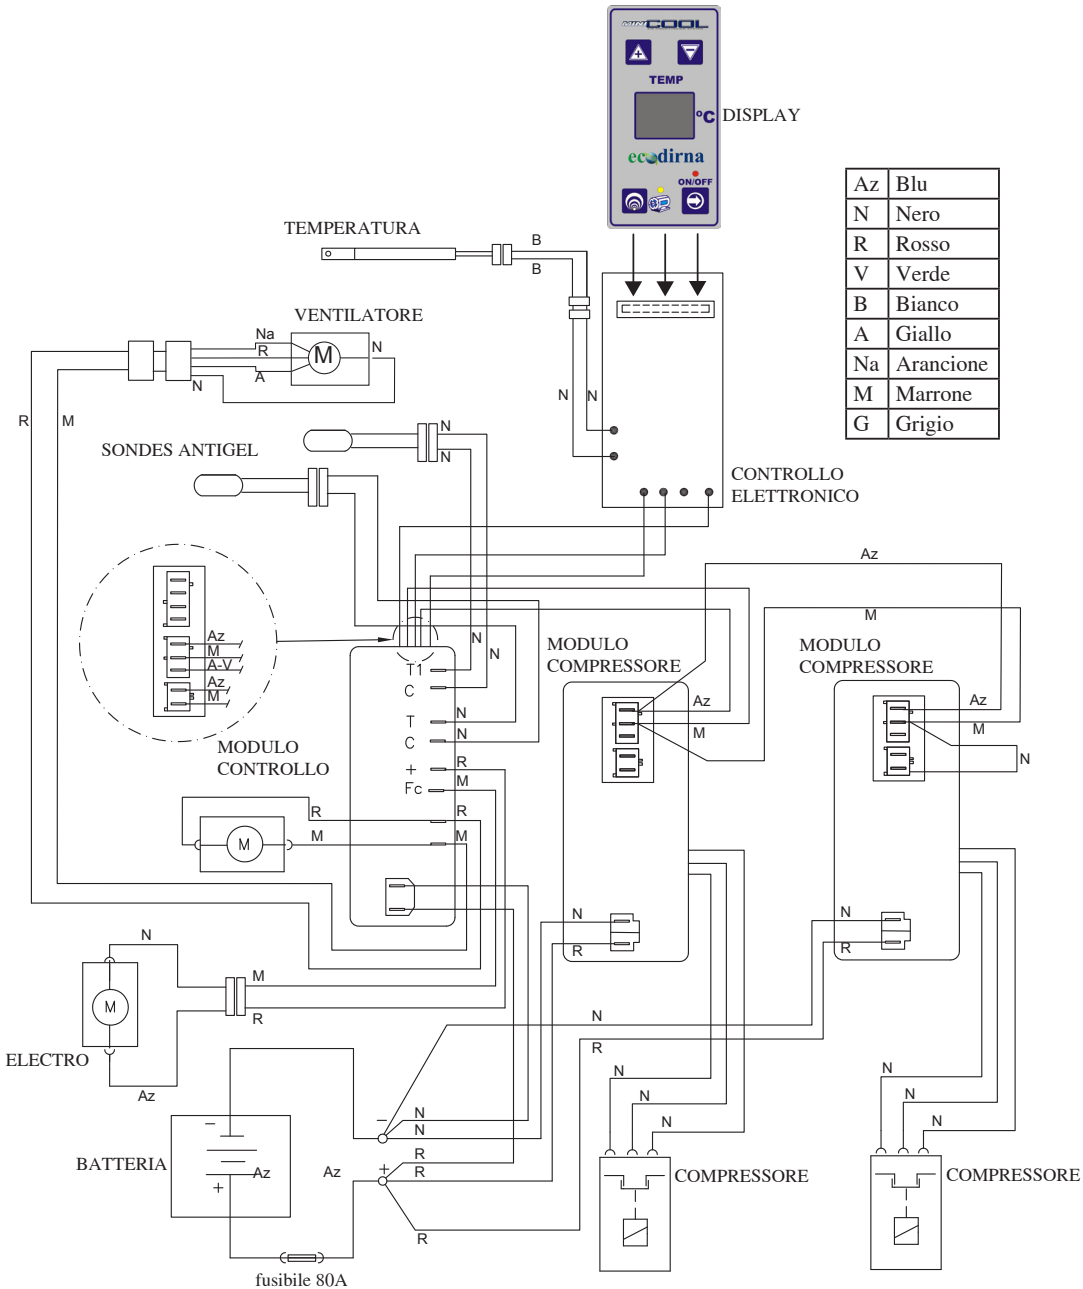 MINICOOL
TEMP
°C
DISPLAY
ecodirna
ON/OFF
Az Blu
N Nero
R Rosso
V Verde
B Bianco
A Giallo
Na Arancione
M Marrone
G Grigio
TEMPERATURA
B
B
VENTILATORE
Na
R
A
N
M
N
R
M
N
N
SONDES ANTIGEL
N
N
CONTROLLO
ELETTRONICO
Az
M
A-V
Az
M
MODULO
CONTROLLO
T1
C
T
C
+
Fc
N
N
N
N
R
M
R
M
R
M
M
MODULO
COMPRESSORE
Az
M
Az
M
MODULO
COMPRESSORE
Az
M
N
N
R
N
R
N
M
M
R
ELECTRO
Az
N
R
BATTERIA
−
+
Az
Az
−
N
N
+
R
R
R
fusibile 80A
N
N
N
COMPRESSORE
N
N
N
COMPRESSORE